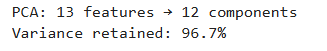 PCA: 13 features → 12 components
Variance retained: 96.7%